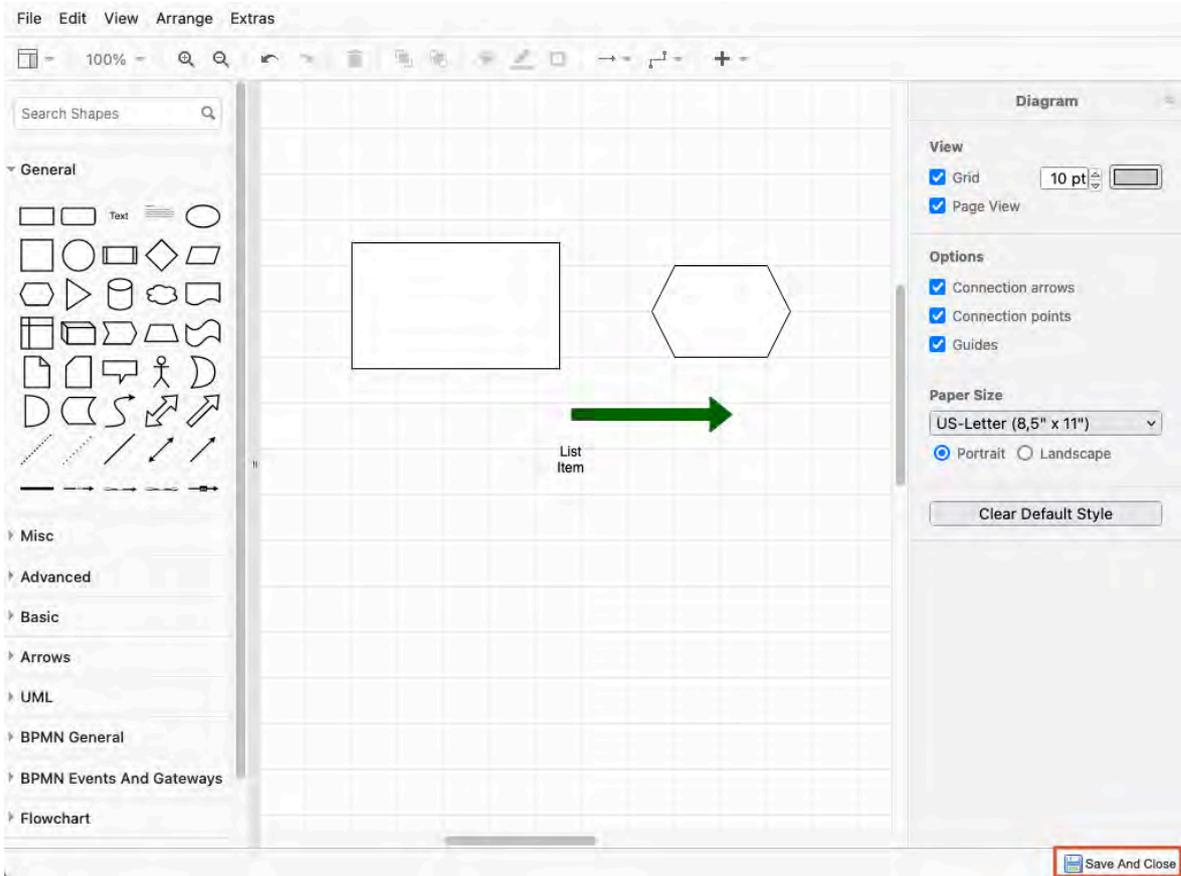 File Edit View Arrange Extras
100%
Search Shapes
General
Text
Misc
Advanced
Basic
Arrows
UML
BPMN General
BPMN Events And Gateways
Flowchart
List
Item
Diagram
View
Grid 10 pt
Page View
Options
Connection arrows
Connection points
Guides
Paper Size
US-Letter (8,5" x 11")
Portrait Landscape
Clear Default Style
Save And Close